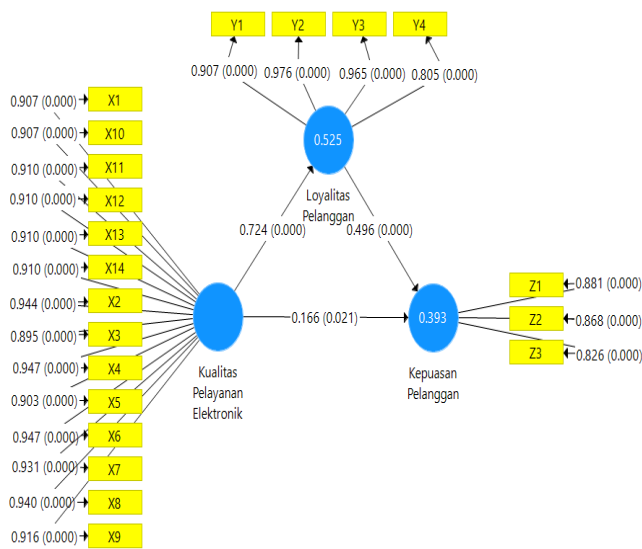 Y1 Y2 Y3 Y4
0.907 (0.000) 0.976 (0.000) 0.965 (0.000) 0.805 (0.000)
0.525
Loyalitas
Pelanggan
0.907 (0.000) X1
0.907 (0.000) X10
0.910 (0.000) X11
0.910 (0.000) X12
0.910 (0.000) X13
0.910 (0.000) X14
0.944 (0.000) X2
0.895 (0.000) X3
0.947 (0.000) X4
0.903 (0.000) X5
0.947 (0.000) X6
0.931 (0.000) X7
0.940 (0.000) X8
0.916 (0.000) X9
0.724 (0.000) 0.496 (0.000)
0.166 (0.021)
Kualitas
Pelayanan
Elektronik
0.393
Kepuasan
Pelanggan
Z1 0.881 (0.000)
Z2 0.868 (0.000)
Z3 0.826 (0.000)